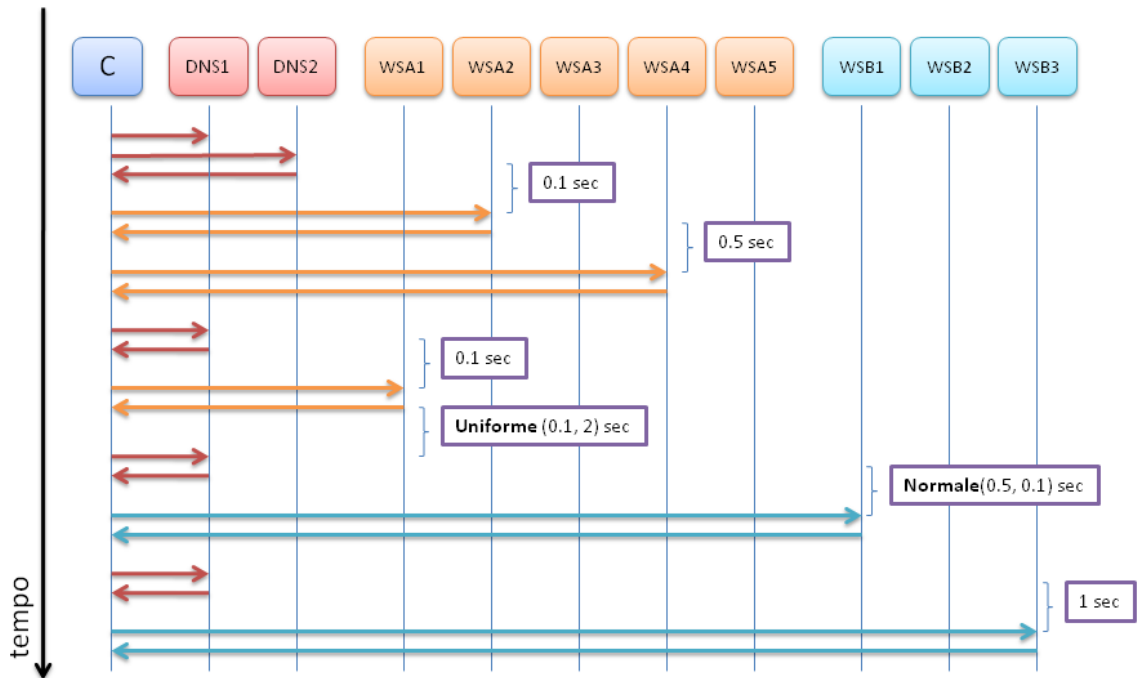 C
DNS1
DNS2
WSA1
WSA2
WSA3
WSA4
WSA5
WSB1
WSB2
WSB3
0.1 sec
0.5 sec
0.1 sec
Uniforme (0.1, 2) sec
Normale(0.5, 0.1) sec
1 sec
tempo